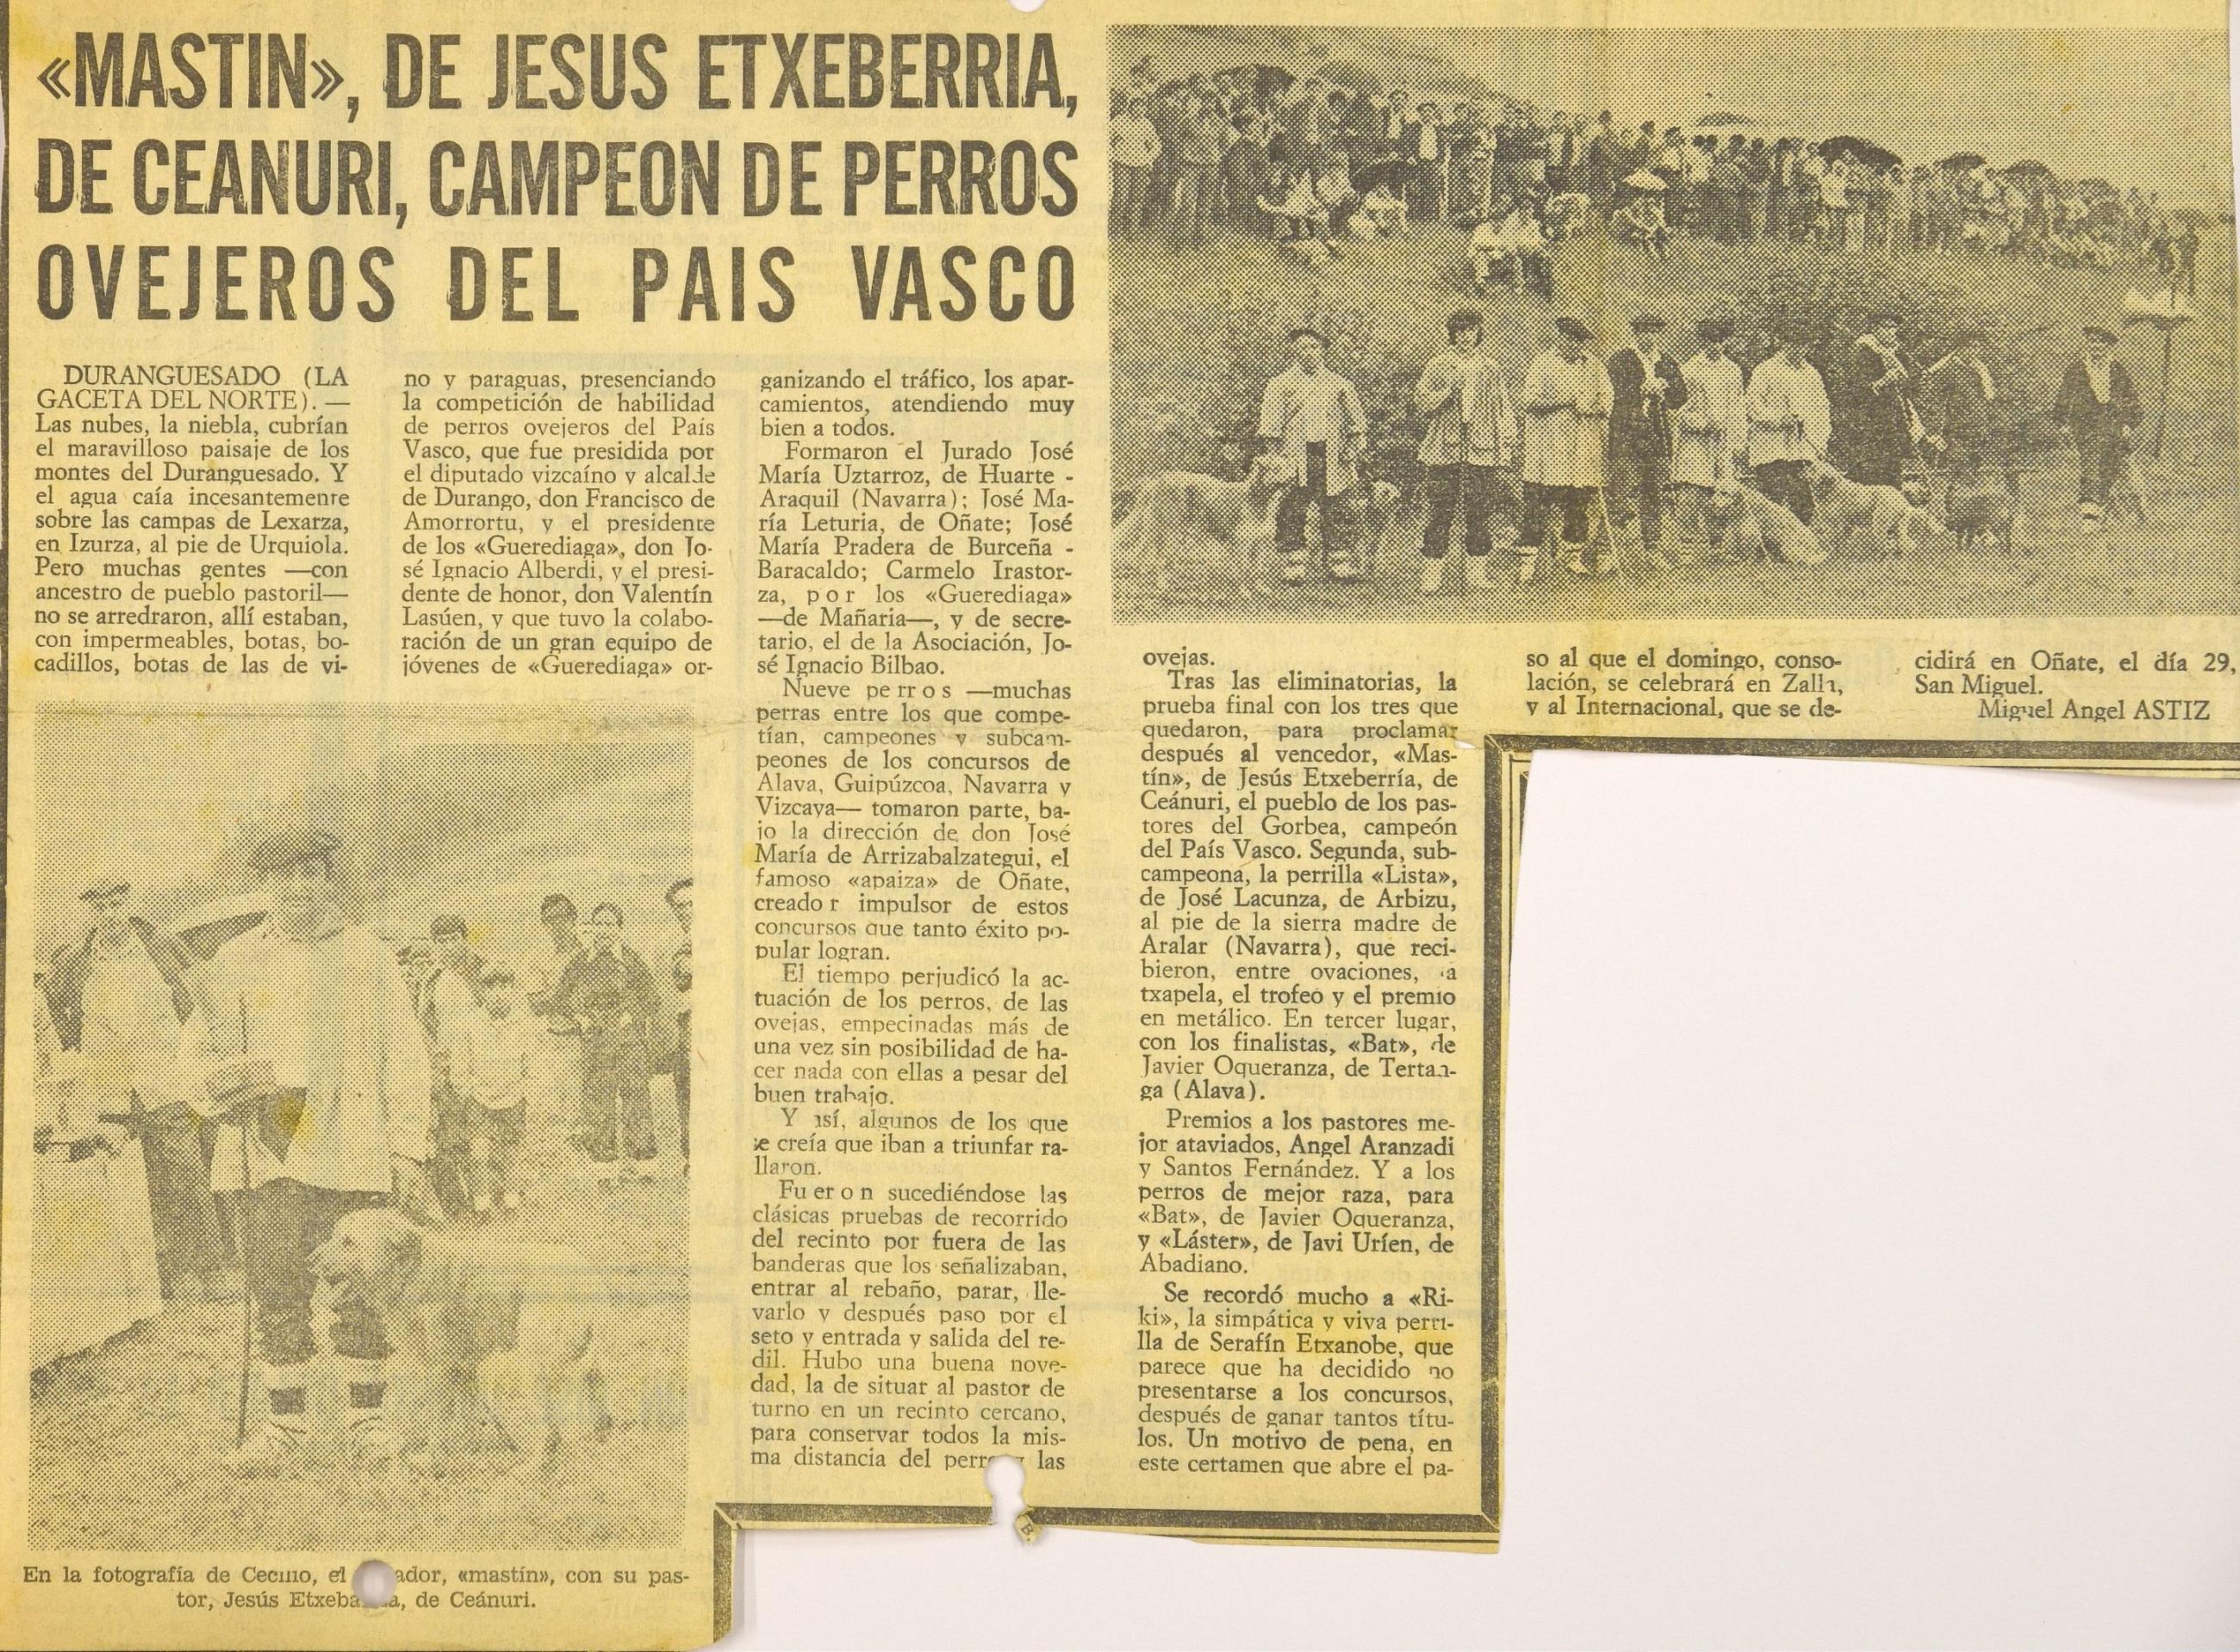 «MASTIN», DE JESUS ETXEBERRIA,
DE CEANURI, CAMPEON DE PERROS
OVEJEROS DEL PAIS VASCO
DURANGUESADO (LA
GACETA DEL NORTE). —
Las nubes, la niebla, cubrían
el maravilloso paisaje de los
montes del Duranguesado. Y
el agua caía incesantemente
sobre las campas de Lexarza,
en Izurza, al pie de Urquiola.
Pero muchas gentes —con
ancestro de pueblo pastoril—
no se arredraron, allí estaban,
con impermeables, botas, bo-
cadillos, botas de las de vi-
no y paraguas, presenciando
la competición de habilidad
de perros ovejeros del País
Vasco, que fue presidida por
el diputado vizcaíno y alcalde
de Durango, don Francisco de
Amorrortu, y el presidente
de los «Guerediaga», don Jo-
sé Ignacio Alberdi, y el presi-
dente de honor, don Valentín
Lasúen, y que tuvo la colabo-
ración de un gran equipo de
jóvenes de «Guerediaga» or-
ganizando el tráfico, los apar-
camientos, atendiendo muy
bien a todos.
Formaron el Jurado José
María Uztarroz, de Huarte -
Araquil (Navarra); José Ma-
ría Leturia, de Oñate; José
María Pradera de Burceña -
Baracaldo; Carmelo Irastor-
za, por los «Guerediaga»
—de Mañaria—, y de secre-
tario, el de la Asociación, Jo-
sé Ignacio Bilbao.
Nueve perros —muchas
perras entre los que compe-
tían, campeones y subcam-
peones de los concursos de
Alava, Guipúzcoa, Navarra y
Vizcaya— tomaron parte, ba-
jo la dirección de don José
María de Arrizabalzategui, el
famoso «apaiza» de Oñate,
creador impulsor de estos
concursos que tanto éxito po-
pular logran.
El tiempo perjudicó la ac-
tuación de los perros, de las
ovejas, empecinadas más de
una vez sin posibilidad de ha-
cer nada con ellas a pesar del
buen trabajo.
Y así, algunos de los que
se creía que iban a triunfar ra-
llaron.
Fueron sucediéndose las
clásicas pruebas de recorrido
del recinto por fuera de las
banderas que los señalizaban,
entrar al rebaño, parar, lle-
varlo y después paso por el
seto y entrada y salida del re-
dil. Hubo una buena nove-
dad, la de situar al pastor de
turno en un recinto cercano,
para conservar todos la mis-
ma distancia del las
ovejas.
Tras las eliminatorias, la
prueba final con los tres que
quedaron, para proclamar
después al vencedor, «Mas-
tín», de Jesús Etxeberría, de
Ceánuri, el pueblo de los pas-
tores del Gorbea, campeón
del País Vasco. Segunda, sub-
campeona, la perrilla «Lista»,
de José Lacunza, de Arbizu,
al pie de la sierra madre de
Aralar (Navarra), que reci-
bieron, entre ovaciones, la
txapela, el trofeo y el premio
en metálico. En tercer lugar,
con los finalistas, «Bat», de
Javier Oqueranza, de Tertan-
ga (Alava).
Premios a los pastores me-
jor ataviados, Angel Aranzadi
y Santos Fernández. Y a los
perros de mejor raza, para
«Bat», de Javier Oqueranza,
y «Láster», de Javi Uríen, de
Abadiano.
Se recordó mucho a «Ri-
ki», la simpática y viva perri-
lla de Serafín Etxanobe, que
parece que ha decidido no
presentarse a los concursos,
después de ganar tantos títu-
los. Un motivo de pena, en
este certamen que abre el pa-
so al que el domingo, conso-
lación, se celebrará en Zalla,
y al Internacional, que se de-
cidirá en Oñate, el día 29,
San Miguel.
Miguel Angel ASTIZ
En la fotografía de Cecilio, el «mastín», con su pas-
tor, Jesús de Ceánuri.